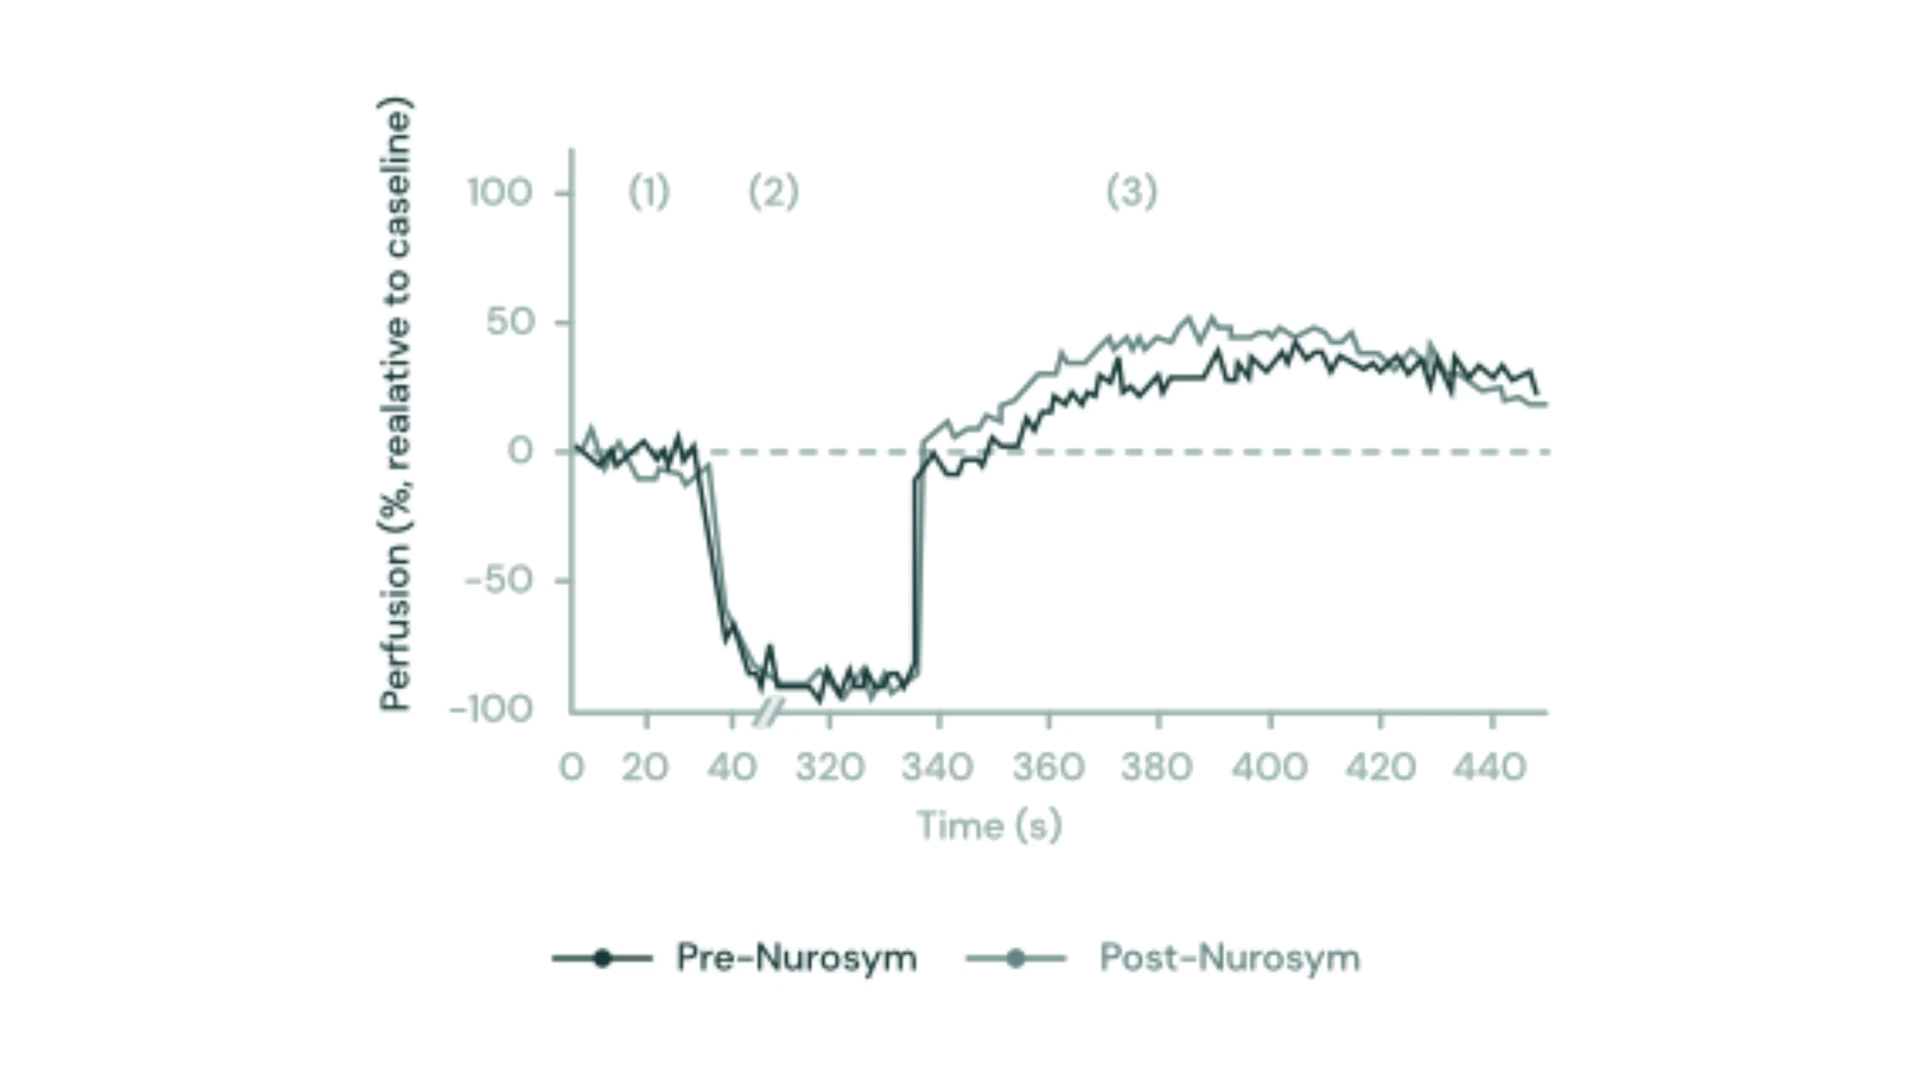 Perfusion (%, realative to caseline)
100
50
0
-50
-100
(1) (2) (3)
0 20 40 320 340 360 380 400 420 440
Time (s)
Pre-Nurosym Post-Nurosym